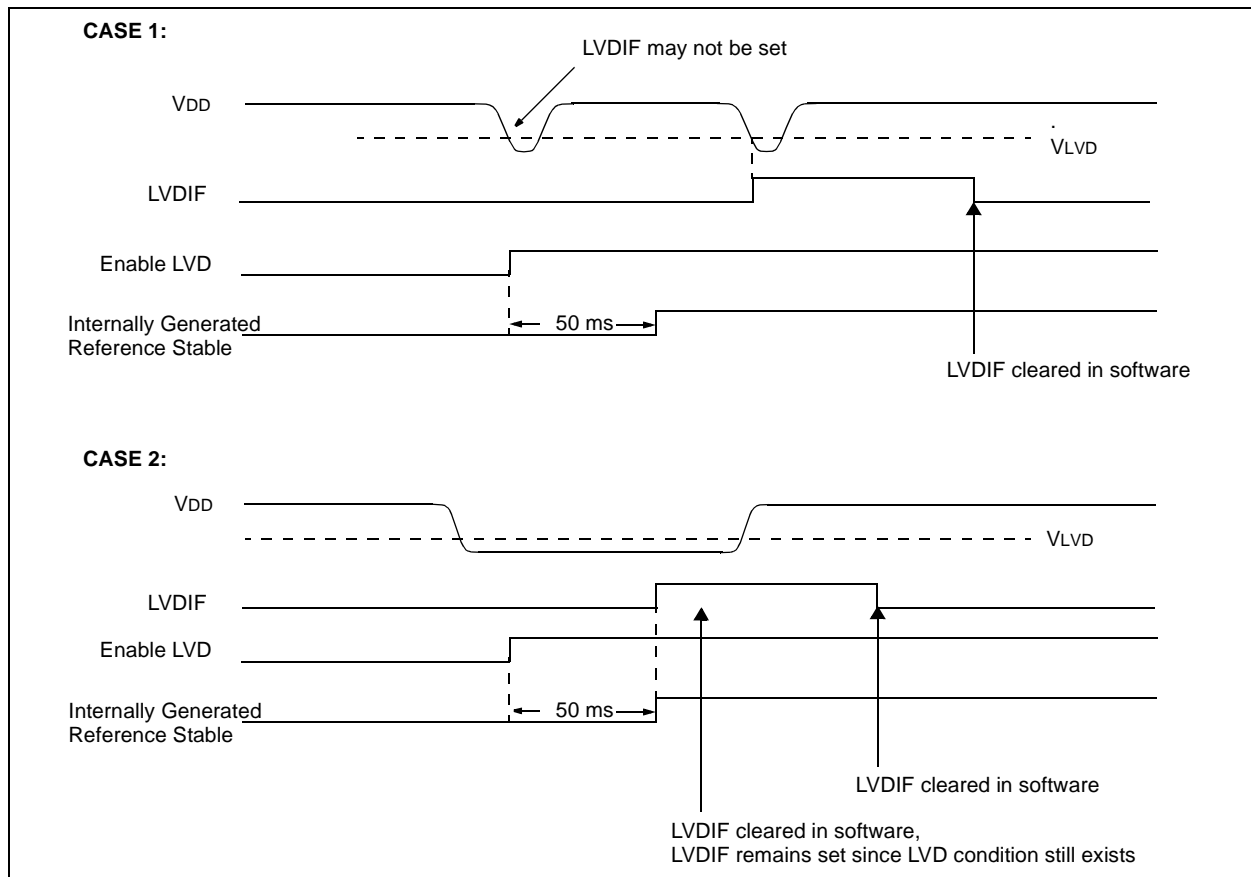 CASE 1:
LVDIF may not be set
VDD
.
VLVD
LVDIF
Enable LVD
50 ms
Internally Generated
Reference Stable
LVDIF cleared in software
CASE 2:
VDD
VLVD
LVDIF
Enable LVD
50 ms
Internally Generated
Reference Stable
LVDIF cleared in software
LVDIF cleared in software,
LVDIF remains set since LVD condition still exists